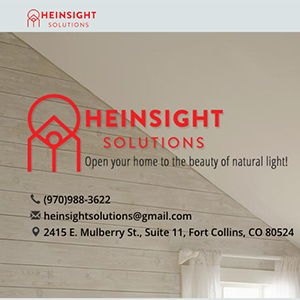 HEINSIGHT
SOLUTIONS
HEINSIGHT
SOLUTIONS
Open your home to the beauty of natural light!
(970)988-3622
heinsightsolutions@gmail.com
2415 E. Mulberry St., Suite 11, Fort Collins, CO 80524